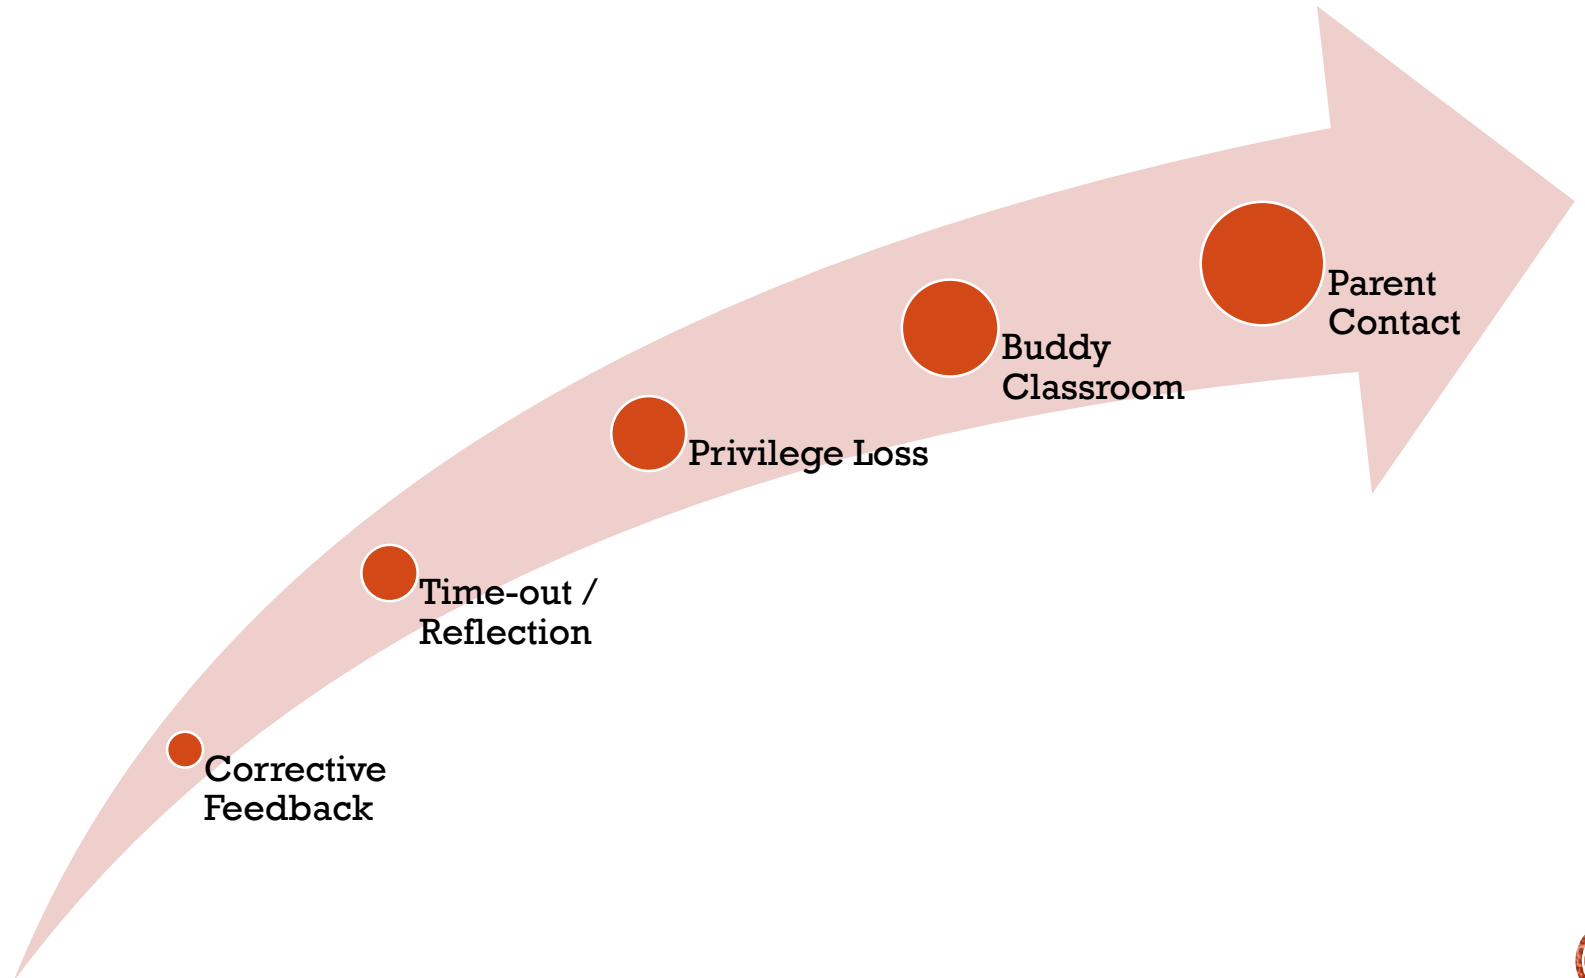 Corrective
Feedback
Time-out /
Reflection
Privilege Loss
Buddy
Classroom
Parent
Contact